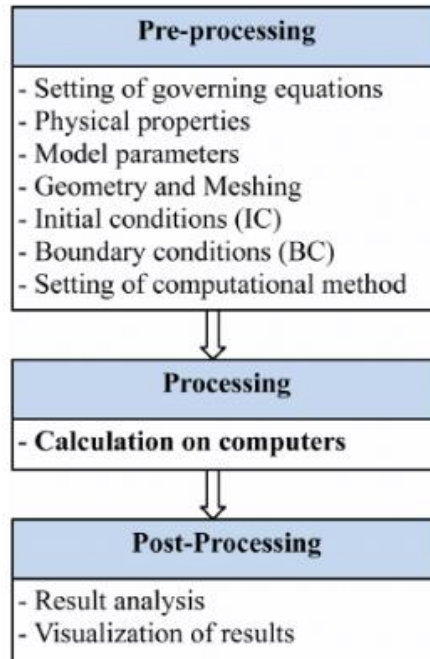 Pre-processing
- Setting of governing equations
- Physical properties
- Model parameters
- Geometry and Meshing
- Initial conditions (IC)
- Boundary conditions (BC)
- Setting of computational method
Processing
- Calculation on computers
Post-Processing
- Result analysis
- Visualization of results